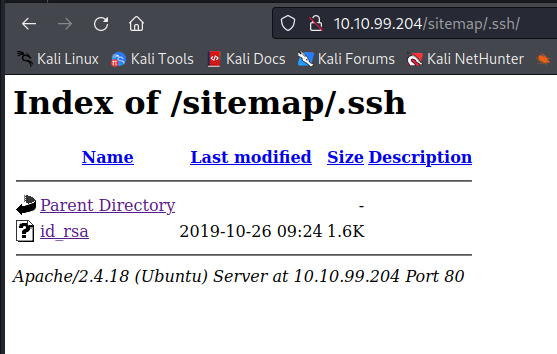 10.10.99.204/sitemap/.ssh/
Kali Linux Kali Tools Kali Docs Kali Forums Kali NetHunter
Index of /sitemap/.ssh
Name Last modified Size Description
Parent Directory -
id_rsa 2019-10-26 09:24 1.6K
Apache/2.4.18 (Ubuntu) Server at 10.10.99.204 Port 80